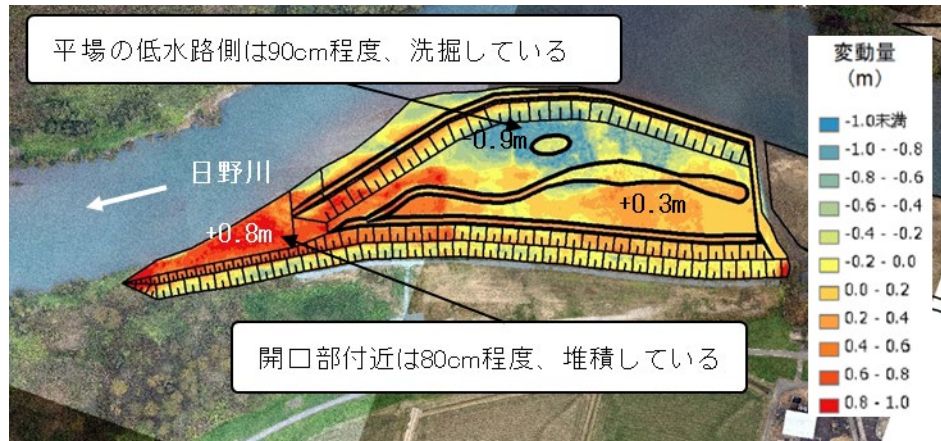 平場の低水路側は90cm程度、洗掘している
変動量
（m）
-1.0未満
-1.0 - -0.8
-0.8 - -0.6
-0.6 - -0.4
-0.4 - -0.2
-0.2 - 0.0
0.0 - 0.2
0.2 - 0.4
0.4 - 0.6
0.6 - 0.8
0.8 - 1.0
0.9m
日野川
+0.3m
+0.8m
開口部付近は80cm程度、堆積している